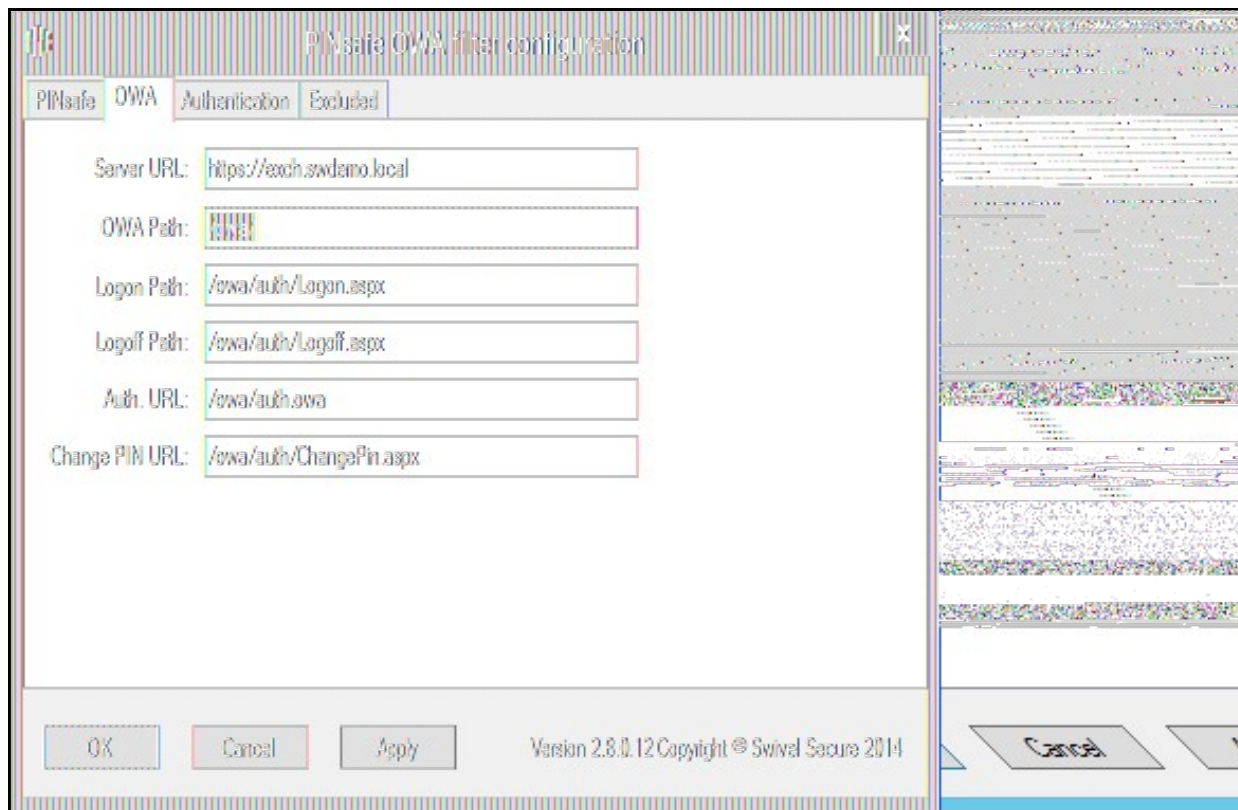 PINsafe OWA filter configuration
x
PINsafe OWA Authentication Excluded
Server URL: https://exch.swdemo.local
OWA Path:
Logon Path: /owa/auth/Logon.aspx
Logoff Path: /owa/auth/Logoff.aspx
Auth. URL: /owa/auth.owa
Change PIN URL: /owa/auth/ChangePin.aspx
OK Cancel Apply Version 2.8.0.12 Copyright © Swivel Secure 2014 Cancel